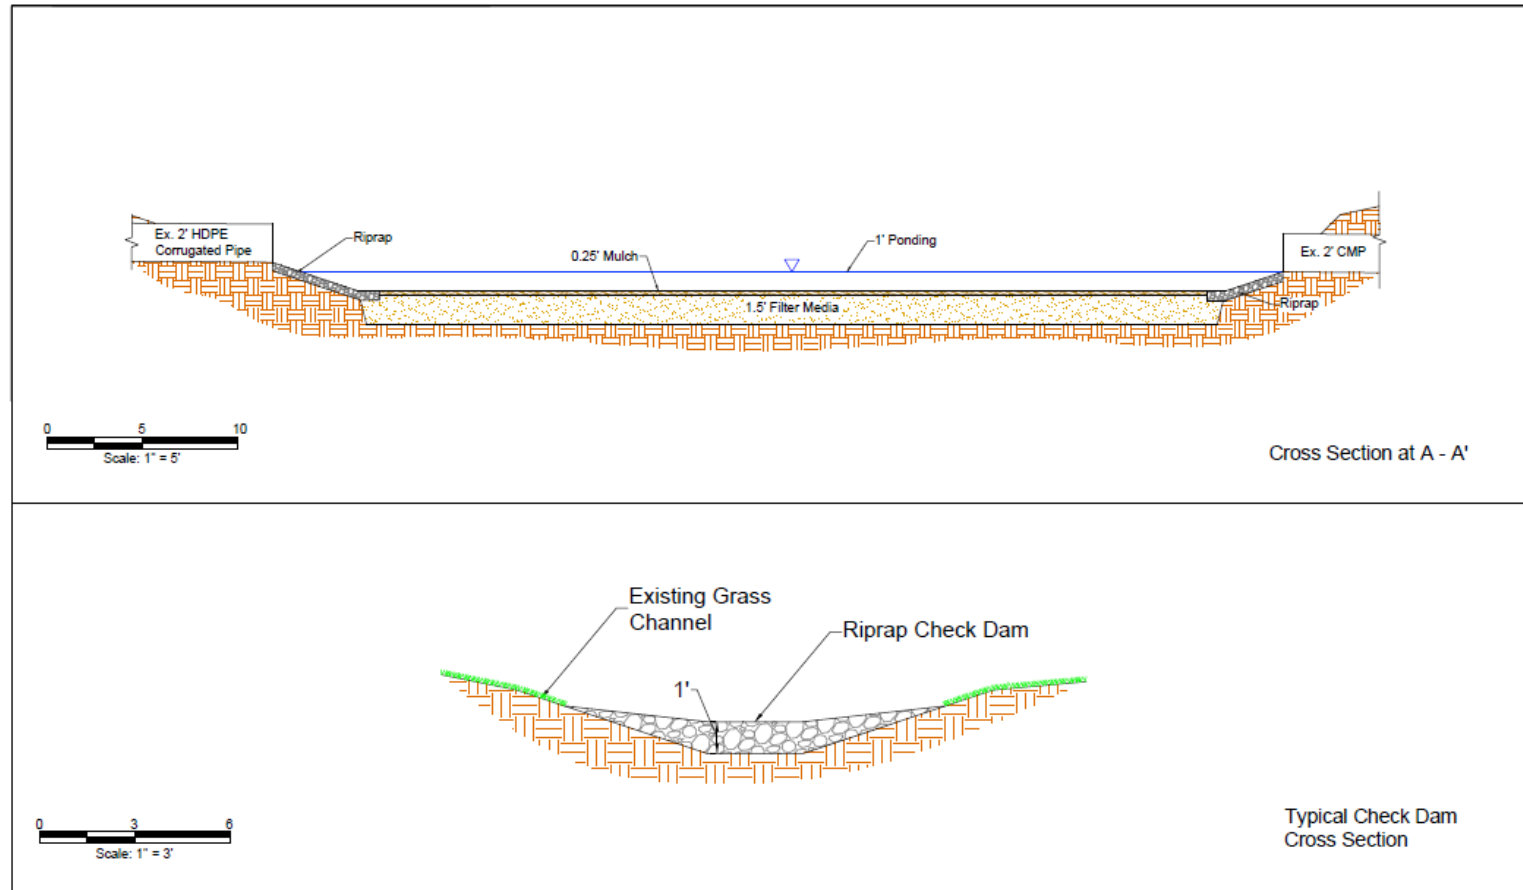 Ex. 2' HDPE
Corrugated Pipe
Riprap
0.25' Mulch
1' Ponding
Ex. 2' CMP
1.5' Filter Media
Riprap
0 5 10
Scale: 1" = 5'
Cross Section at A - A'
Existing Grass
Channel
Riprap Check Dam
1'
0 3 6
Scale: 1" = 3'
Typical Check Dam
Cross Section